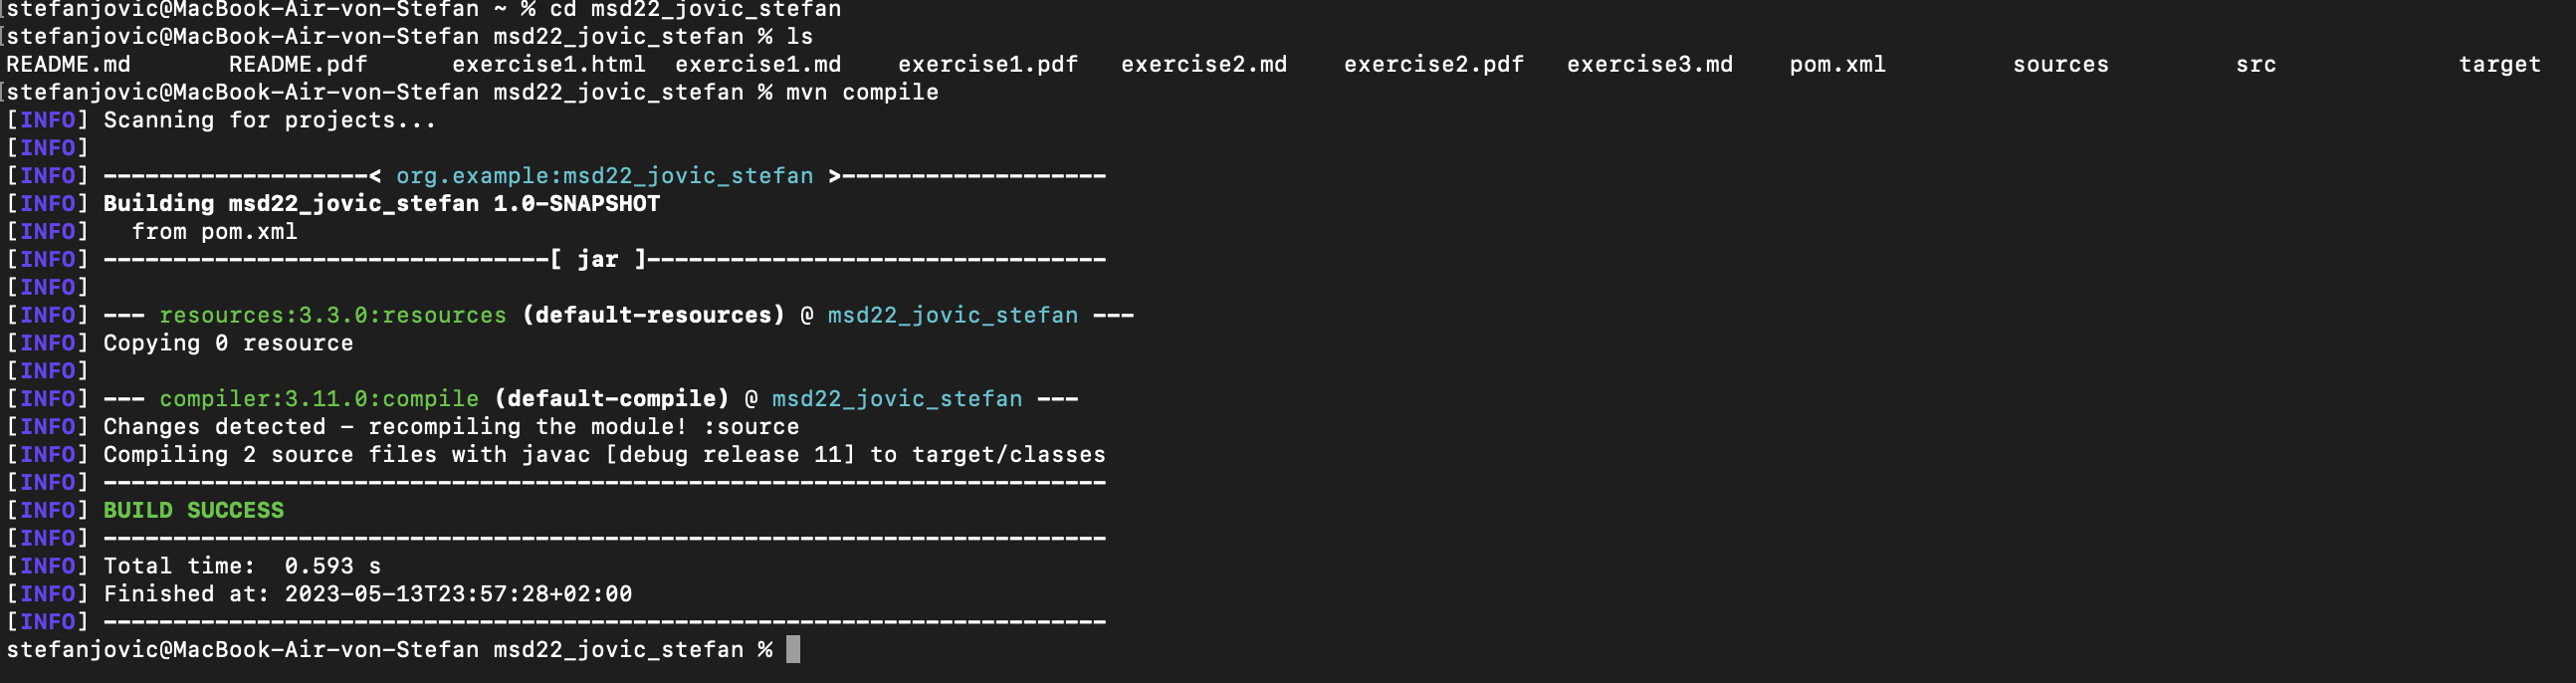 [stefanjovic@MacBook-Air-von-Stefan ~ % cd msd22_jovic_stefan
[stefanjovic@MacBook-Air-von-Stefan msd22_jovic_stefan % ls
README.md       README.pdf      exercise1.html  exercise1.md    exercise1.pdf   exercise2.md    exercise2.pdf   exercise3.md    pom.xml         sources         src             target
[stefanjovic@MacBook-Air-von-Stefan msd22_jovic_stefan % mvn compile
[INFO] Scanning for projects...
[INFO]
[INFO] -------------------< org.example:msd22_jovic_stefan >-------------------
[INFO] Building msd22_jovic_stefan 1.0-SNAPSHOT
[INFO]   from pom.xml
[INFO] --------------------------------[ jar ]---------------------------------
[INFO]
[INFO] --- resources:3.3.0:resources (default-resources) @ msd22_jovic_stefan ---
[INFO] Copying 0 resource
[INFO]
[INFO] --- compiler:3.11.0:compile (default-compile) @ msd22_jovic_stefan ---
[INFO] Changes detected - recompiling the module! :source
[INFO] Compiling 2 source files with javac [debug release 11] to target/classes
[INFO] ------------------------------------------------------------------------
[INFO] BUILD SUCCESS
[INFO] ------------------------------------------------------------------------
[INFO] Total time:  0.593 s
[INFO] Finished at: 2023-05-13T23:57:28+02:00
[INFO] ------------------------------------------------------------------------
stefanjovic@MacBook-Air-von-Stefan msd22_jovic_stefan %